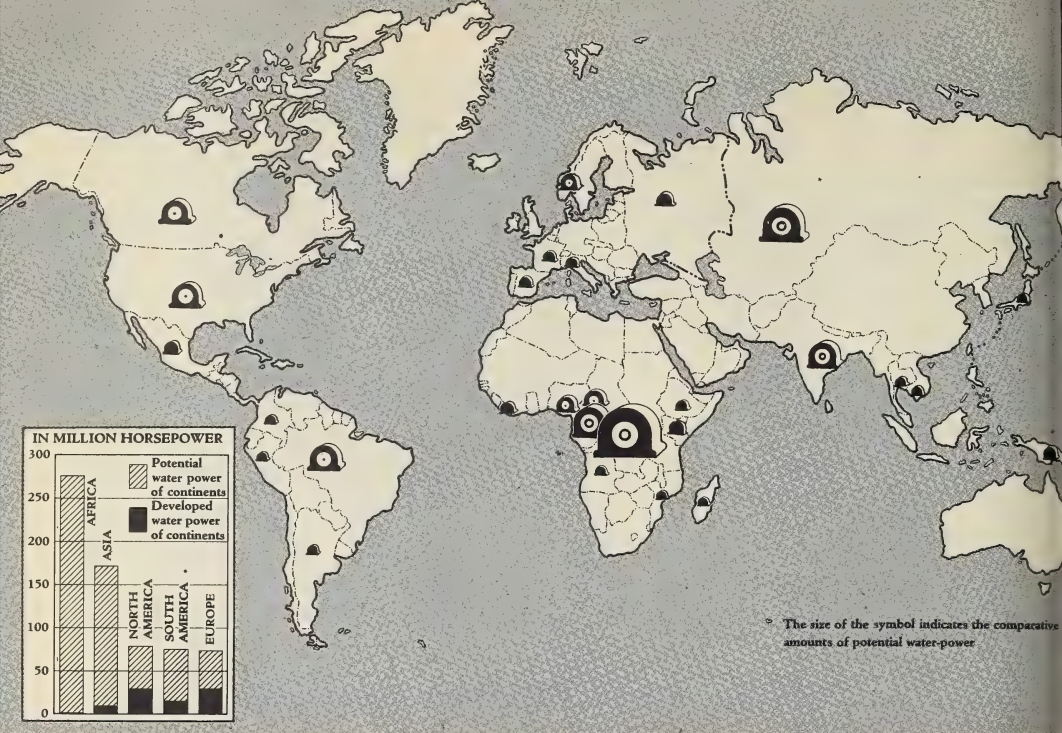 IN MILLION HORSEPOWER
300
250
200
150
100
50
0
Potential
water power
of continents
Developed
water power
of continents
AFRICA
ASIA
NORTH
AMERICA
SOUTH
AMERICA
EUROPE
The size of the symbol indicates the comparative
amounts of potential water-power